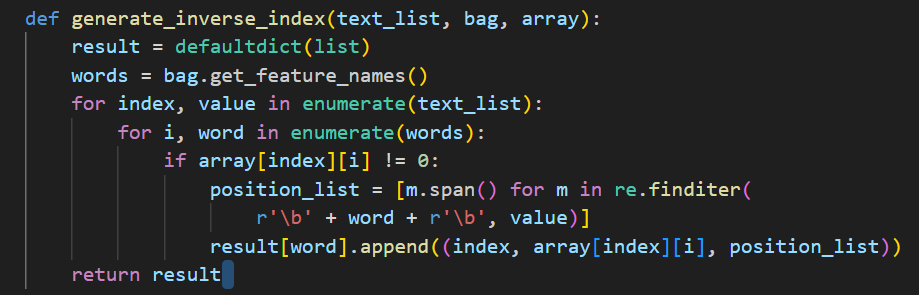 def generate_inverse_index(text_list, bag, array):
    result = defaultdict(list)
    words = bag.get_feature_names()
    for index, value in enumerate(text_list):
        for i, word in enumerate(words):
            if array[index][i] != 0:
                position_list = [m.span() for m in re.finditer(
                    r'\b' + word + r'\b', value)]
                result[word].append((index, array[index][i], position_list))
    return result